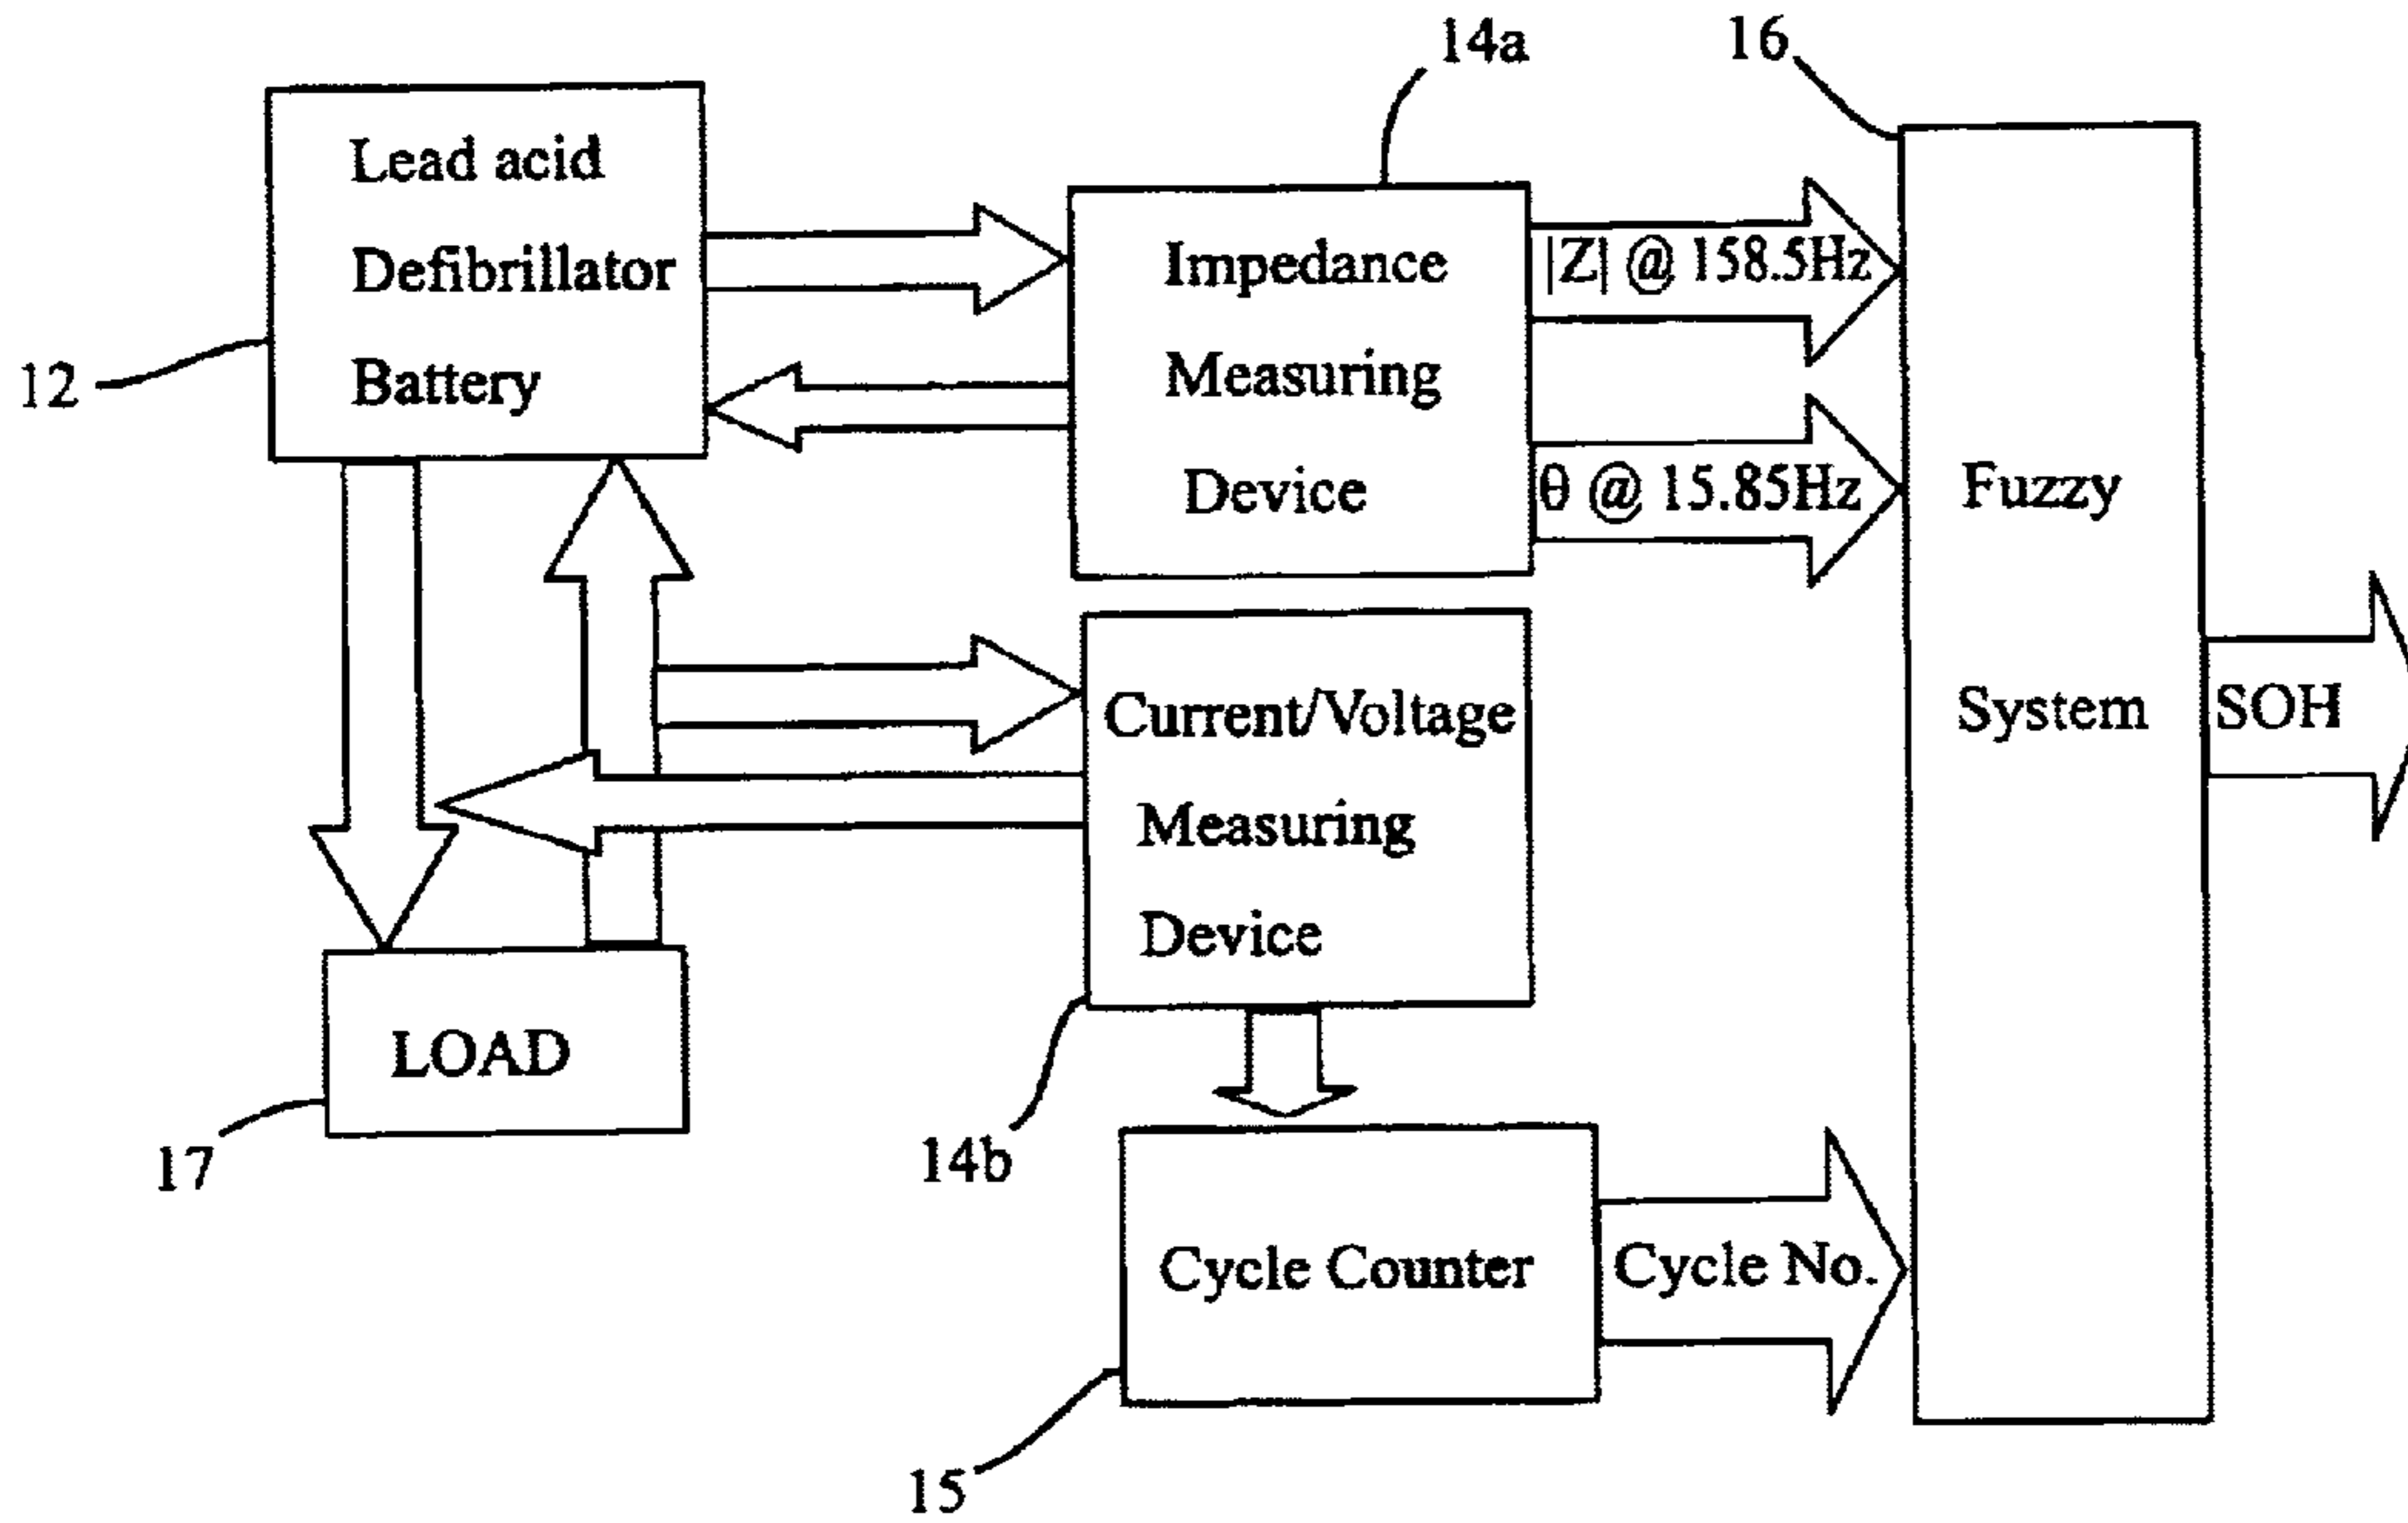 14a
16
Lead acid
Defibrillator
Battery
12
Impedance
Measuring
Device
|Z| @ 158.5Hz
θ @ 15.85Hz
Fuzzy
System
SOH
Current/Voltage
Measuring
Device
LOAD
17
14b
Cycle Counter
Cycle No.
15